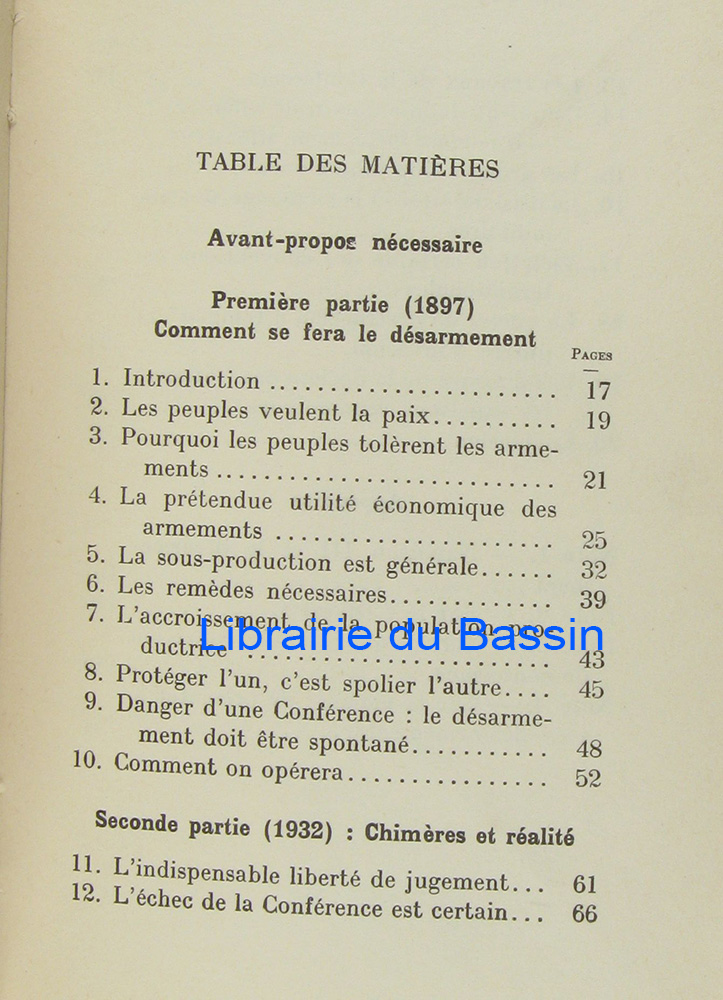 TABLE DES MATIÈRES
Avant-propos nécessaire
Première partie (1897)
Comment se fera le désarmement
PAGES
1. Introduction ........................ 17
2. Les peuples veulent la paix.......... 19
3. Pourquoi les peuples tolèrent les arme-
ments ............................ 21
4. La prétendue utilité économique des
armements ....................... 25
5. La sous-production est générale...... 32
6. Les remèdes nécessaires............. 39
7. L'accroissement de la population pro-
ductrice ......................... 43
Librairie du Bassin
8. Protéger l'un, c'est spolier l'autre.... 45
9. Danger d'une Conférence : le désarme-
ment doit être spontané............ 48
10. Comment on opérera................. 52
Seconde partie (1932) : Chimères et réalité
11. L'indispensable liberté de jugement... 61
12. L'échec de la Conférence est certain... 66